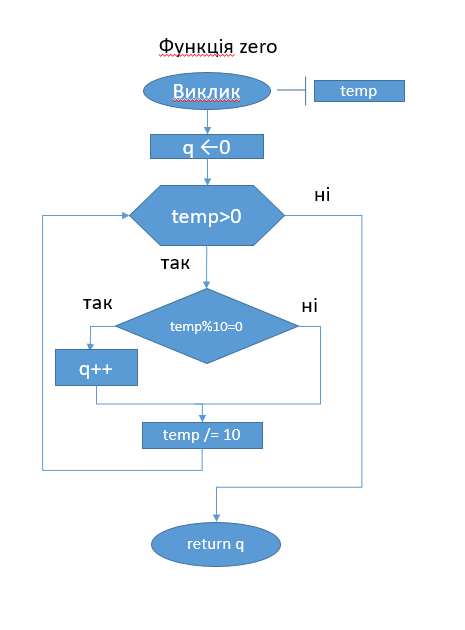 Функція zero
Виклик
temp
q ←0
temp>0
ні
так
так
temp%10=0
ні
q++
temp /= 10
return q